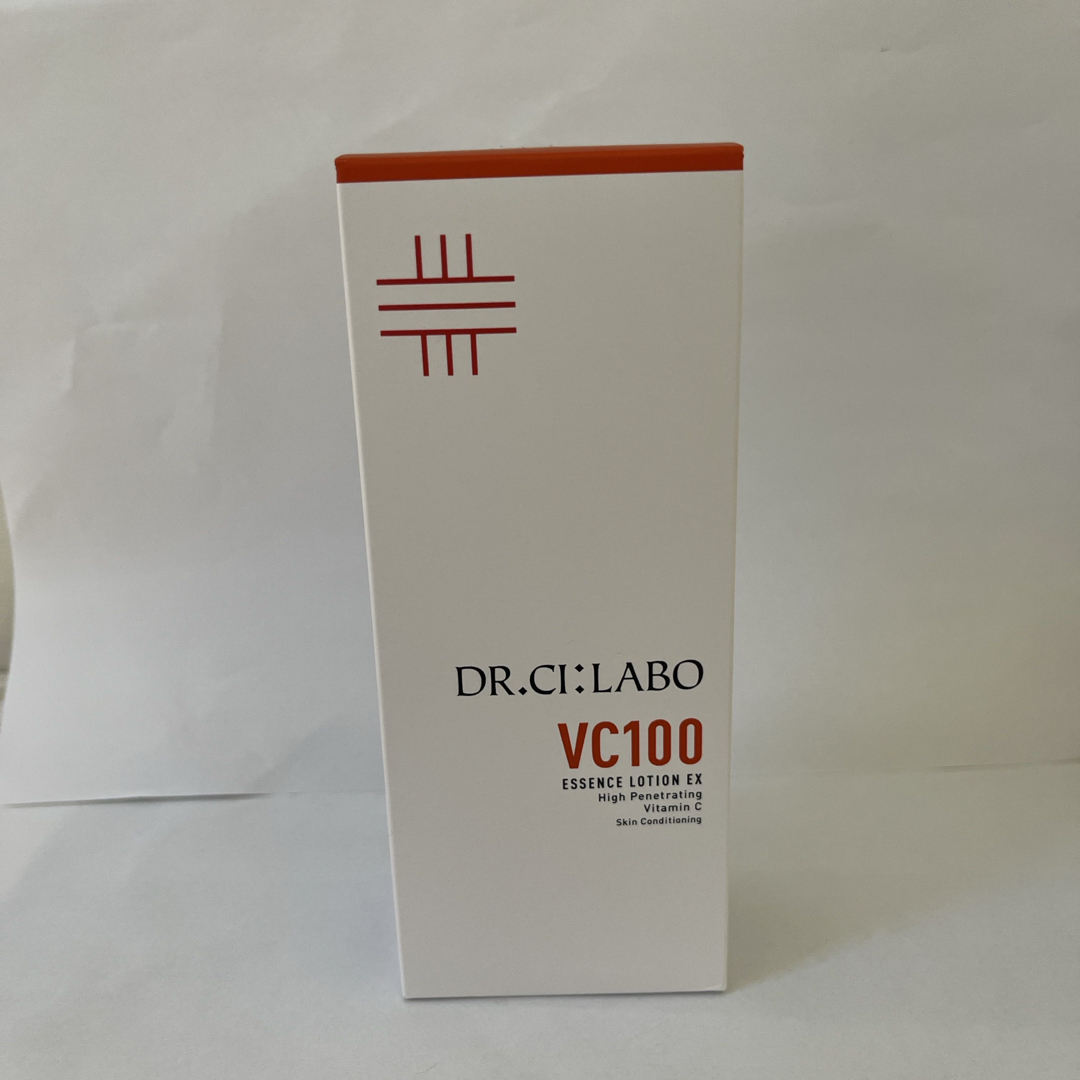 DR.CI:LABO
VC100
ESSENCE LOTION EX
High Penetrating
Vitamin C
Skin Conditioning